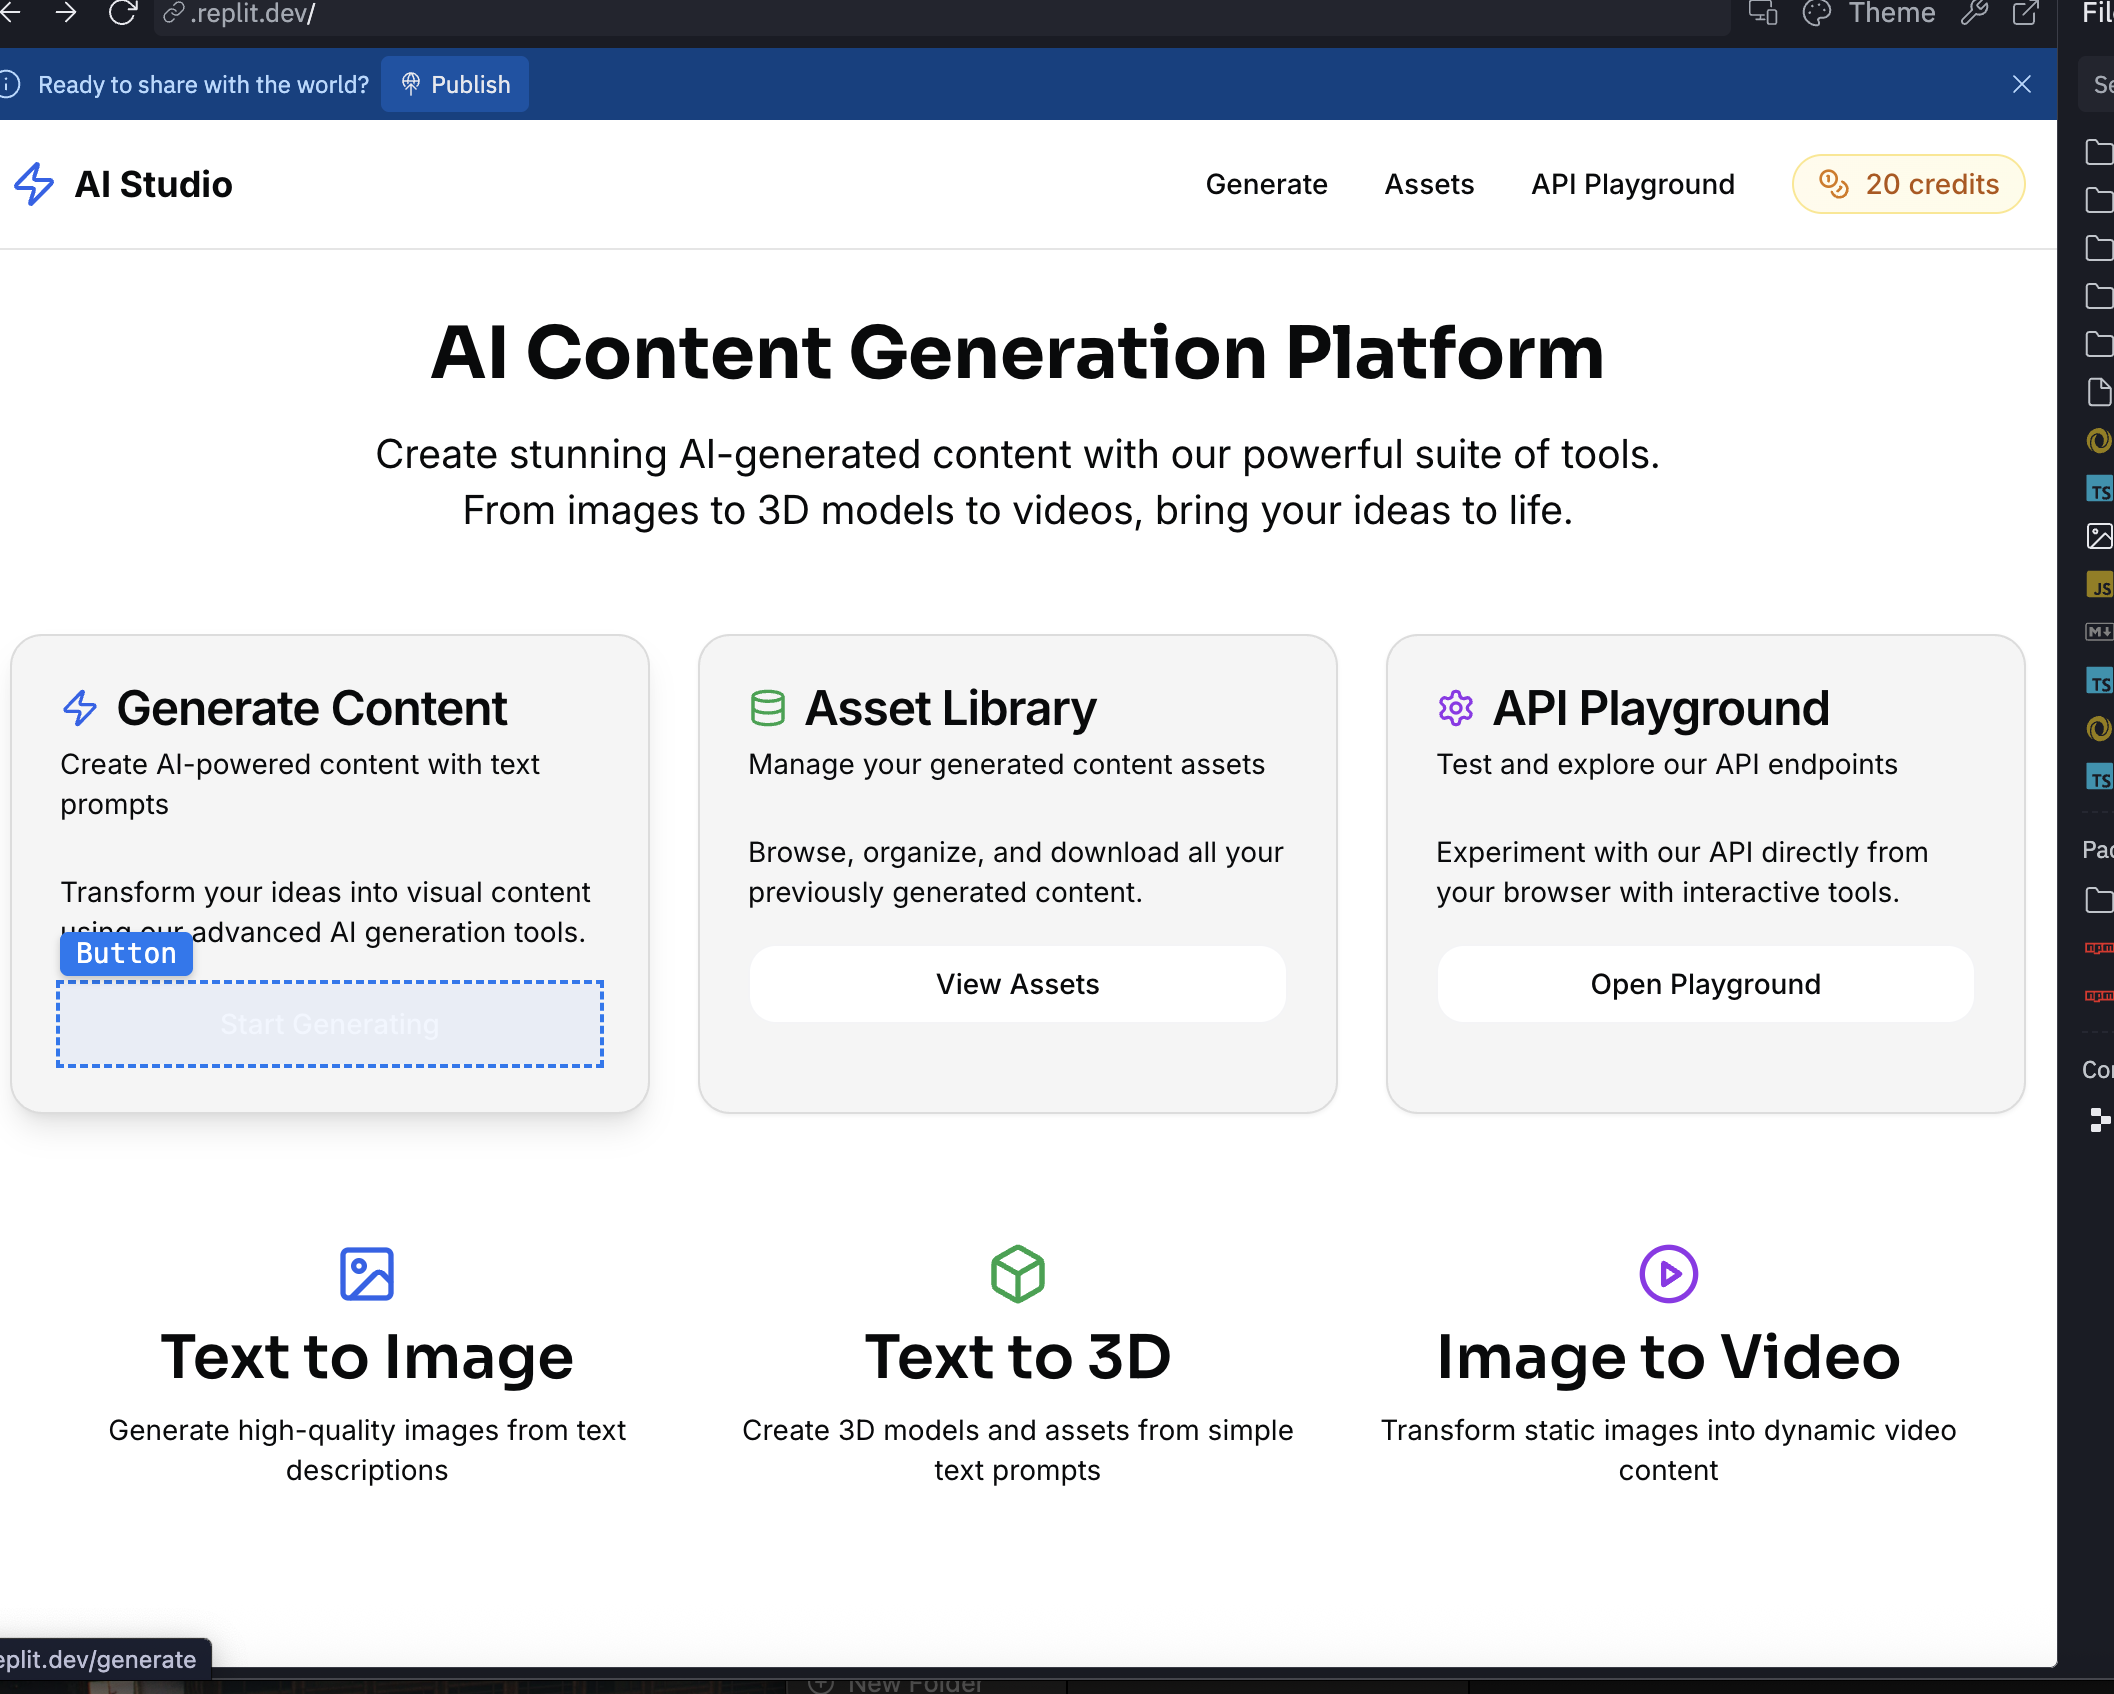 .replit.dev/
Theme
Ready to share with the world?
Publish
AI Studio
Generate
Assets
API Playground
20 credits
AI Content Generation Platform
Create stunning AI-generated content with our powerful suite of tools.
From images to 3D models to videos, bring your ideas to life.
Generate Content
Create AI-powered content with text
prompts
Transform your ideas into visual content
using our advanced AI generation tools.
Button
Start Generating
Asset Library
Manage your generated content assets
Browse, organize, and download all your
previously generated content.
View Assets
API Playground
Test and explore our API endpoints
Experiment with our API directly from
your browser with interactive tools.
Open Playground
Text to Image
Generate high-quality images from text
descriptions
Text to 3D
Create 3D models and assets from simple
text prompts
Image to Video
Transform static images into dynamic video
content
eplit.dev/generate
New Folder
TS
JS
M
TS
TS
npm
npm